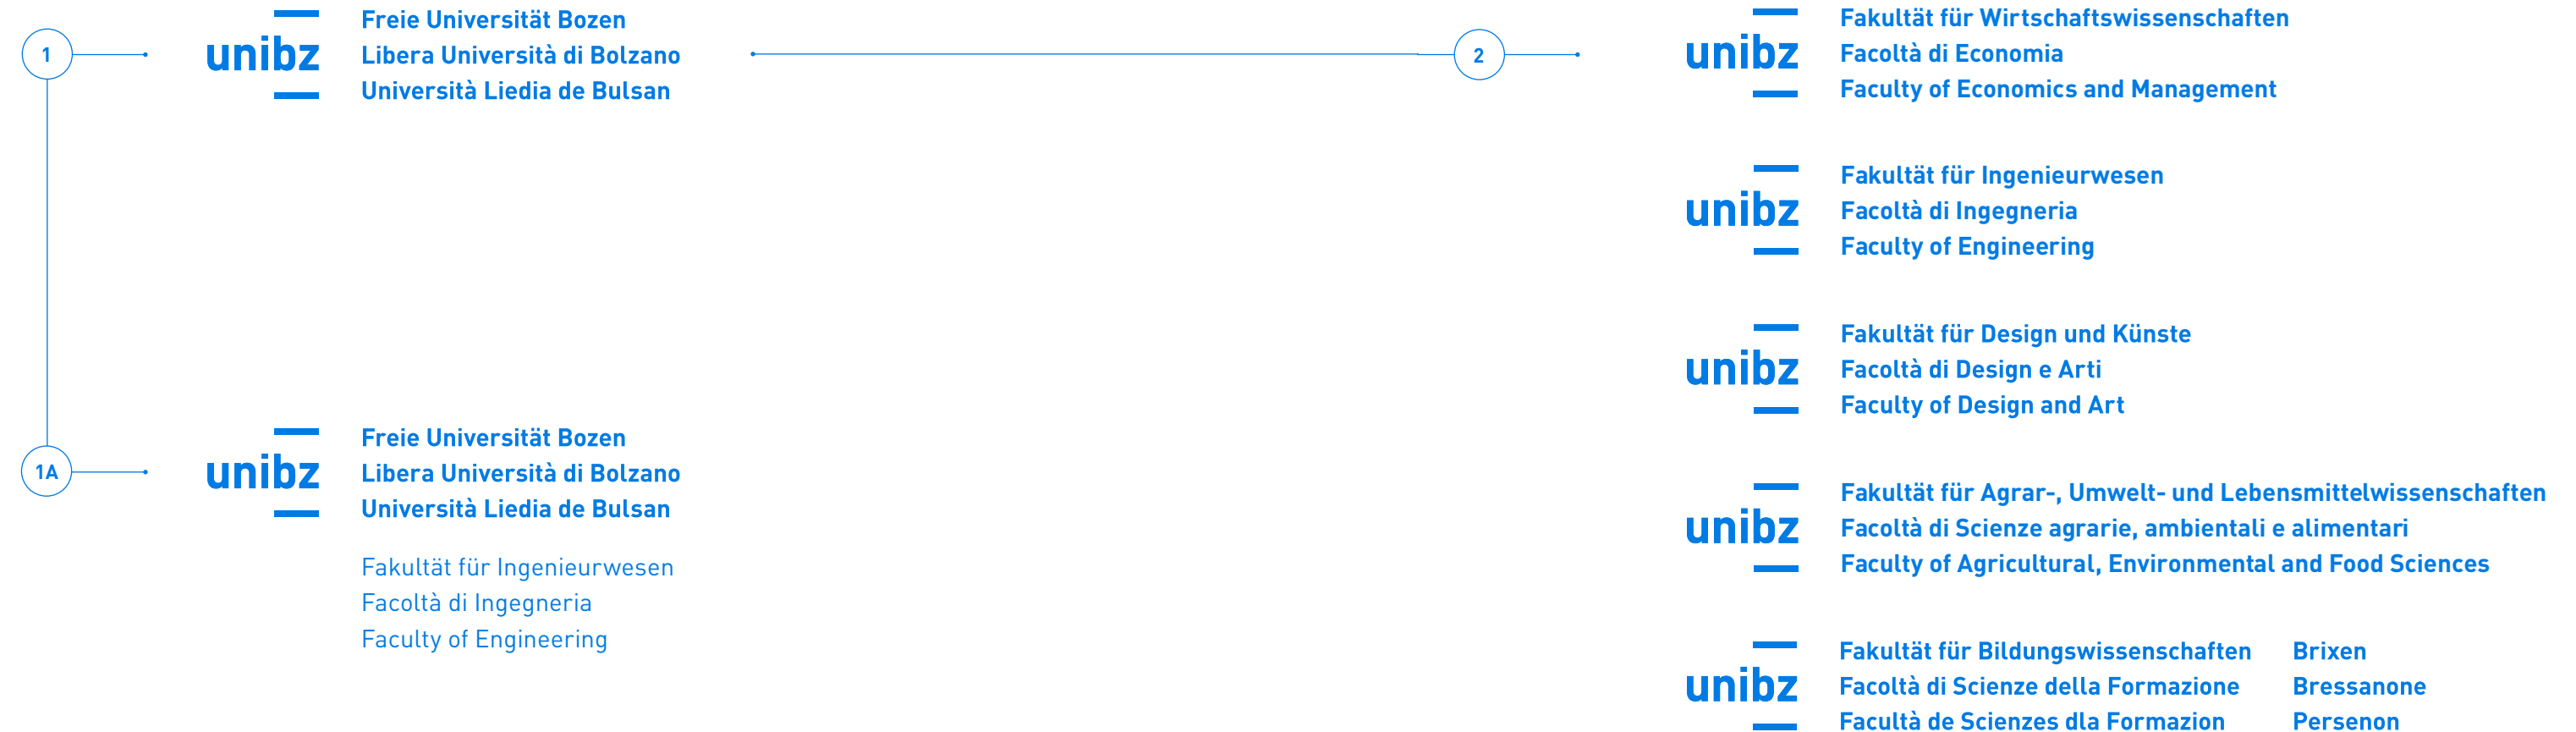 1
unibz
Freie Universität Bozen
Libera Università di Bolzano
Università Liedia de Bulsan
1A
unibz
Freie Universität Bozen
Libera Università di Bolzano
Università Liedia de Bulsan
Fakultät für Ingenieurwesen
Facoltà di Ingegneria
Faculty of Engineering
2
unibz
Fakultät für Wirtschaftswissenschaften
Facoltà di Economia
Faculty of Economics and Management
unibz
Fakultät für Ingenieurwesen
Facoltà di Ingegneria
Faculty of Engineering
unibz
Fakultät für Design und Künste
Facoltà di Design e Arti
Faculty of Design and Art
unibz
Fakultät für Agrar-, Umwelt- und Lebensmittelwissenschaften
Facoltà di Scienze agrarie, ambientali e alimentari
Faculty of Agricultural, Environmental and Food Sciences
unibz
Fakultät für Bildungswissenschaften
Facoltà di Scienze della Formazione
Facultà de Scienzes dla Formazion
Brixen
Bressanone
Persenon